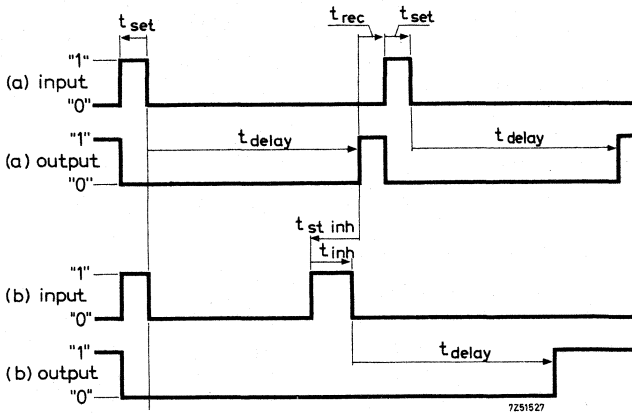 t set
t rec
t set
"1"
(a) input
"0"
"1"
t delay
t delay
(a) output
"0"
t st inh
t inh
"1"
(b) input
"0"
"1"
t delay
(b) output
"0"
7Z51527